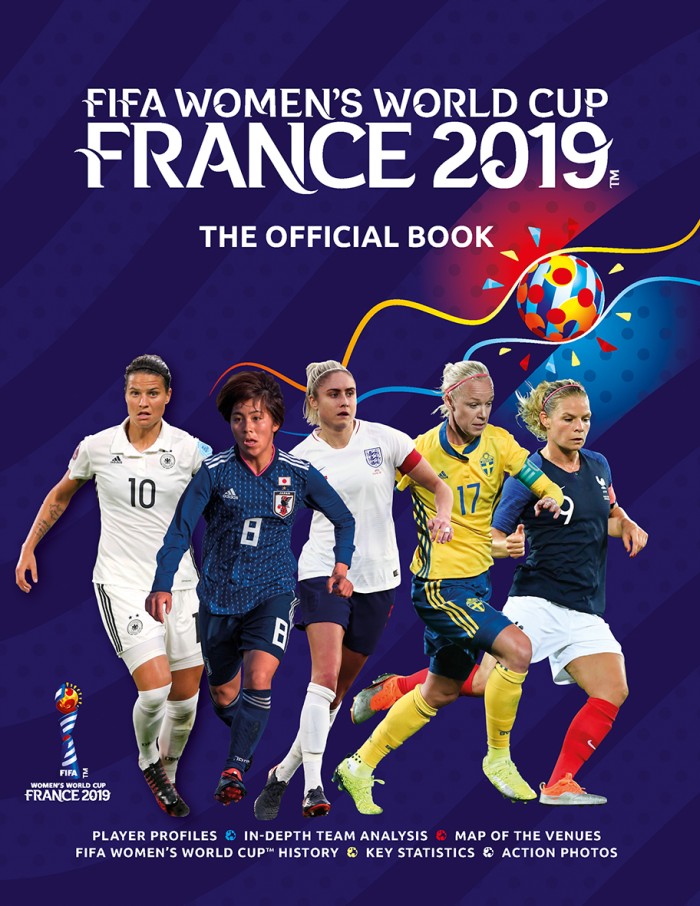 FIFA WOMEN'S WORLD CUP
FRANCE 2019™
THE OFFICIAL BOOK
10
8
8
17
9
FIFA
TM
WOMEN'S WORLD CUP
FRANCE 2019
PLAYER PROFILES IN-DEPTH TEAM ANALYSIS MAP OF THE VENUES
FIFA WOMEN'S WORLD CUP™ HISTORY KEY STATISTICS ACTION PHOTOS